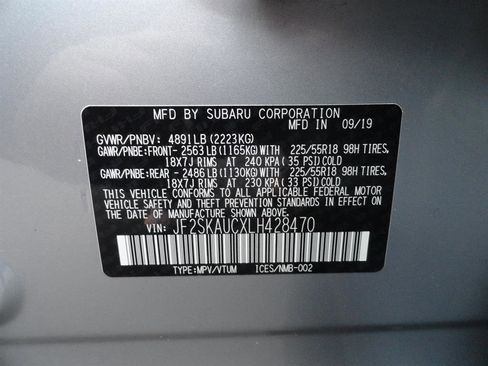 MFD BY SUBARU CORPORATION
MFD IN 09/19
GVWR/PNBV: 4891LB (2223KG)
GAWR/PNBE:FRONT- 2563LB (1165KG)WITH 225/55R18 98H TIRES,
18X7J RIMS AT 240 KPA (35 PSI)COLD
GAWR/PNBE:REAR - 2486LB (1130KG)WITH 225/55R18 98H TIRES,
18X7J RIMS AT 230 KPA (33 PSI)COLD
THIS VEHICLE CONFORMS TO ALL APPLICABLE FEDERAL MOTOR
VEHICLE SAFETY, BUMPER, AND THEFT PREVENTION STANDARDS IN EFFECT
ON THE DATE OF MANUFACTURE SHOWN ABOVE.
VIN: JF2SKAUCXLH428470
TYPE:MPV/VTUM ICES/NMB-002